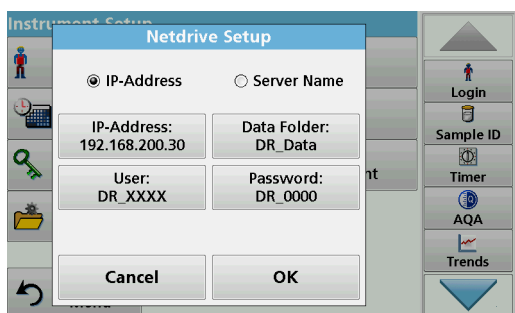 Instrument Setup
Netdrive Setup
IP-Address
Server Name
IP-Address:
192.168.200.30
Data Folder:
DR_Data
User:
DR_XXXX
Password:
DR_0000
Cancel
OK
Login
Sample ID
Timer
AQA
Trends